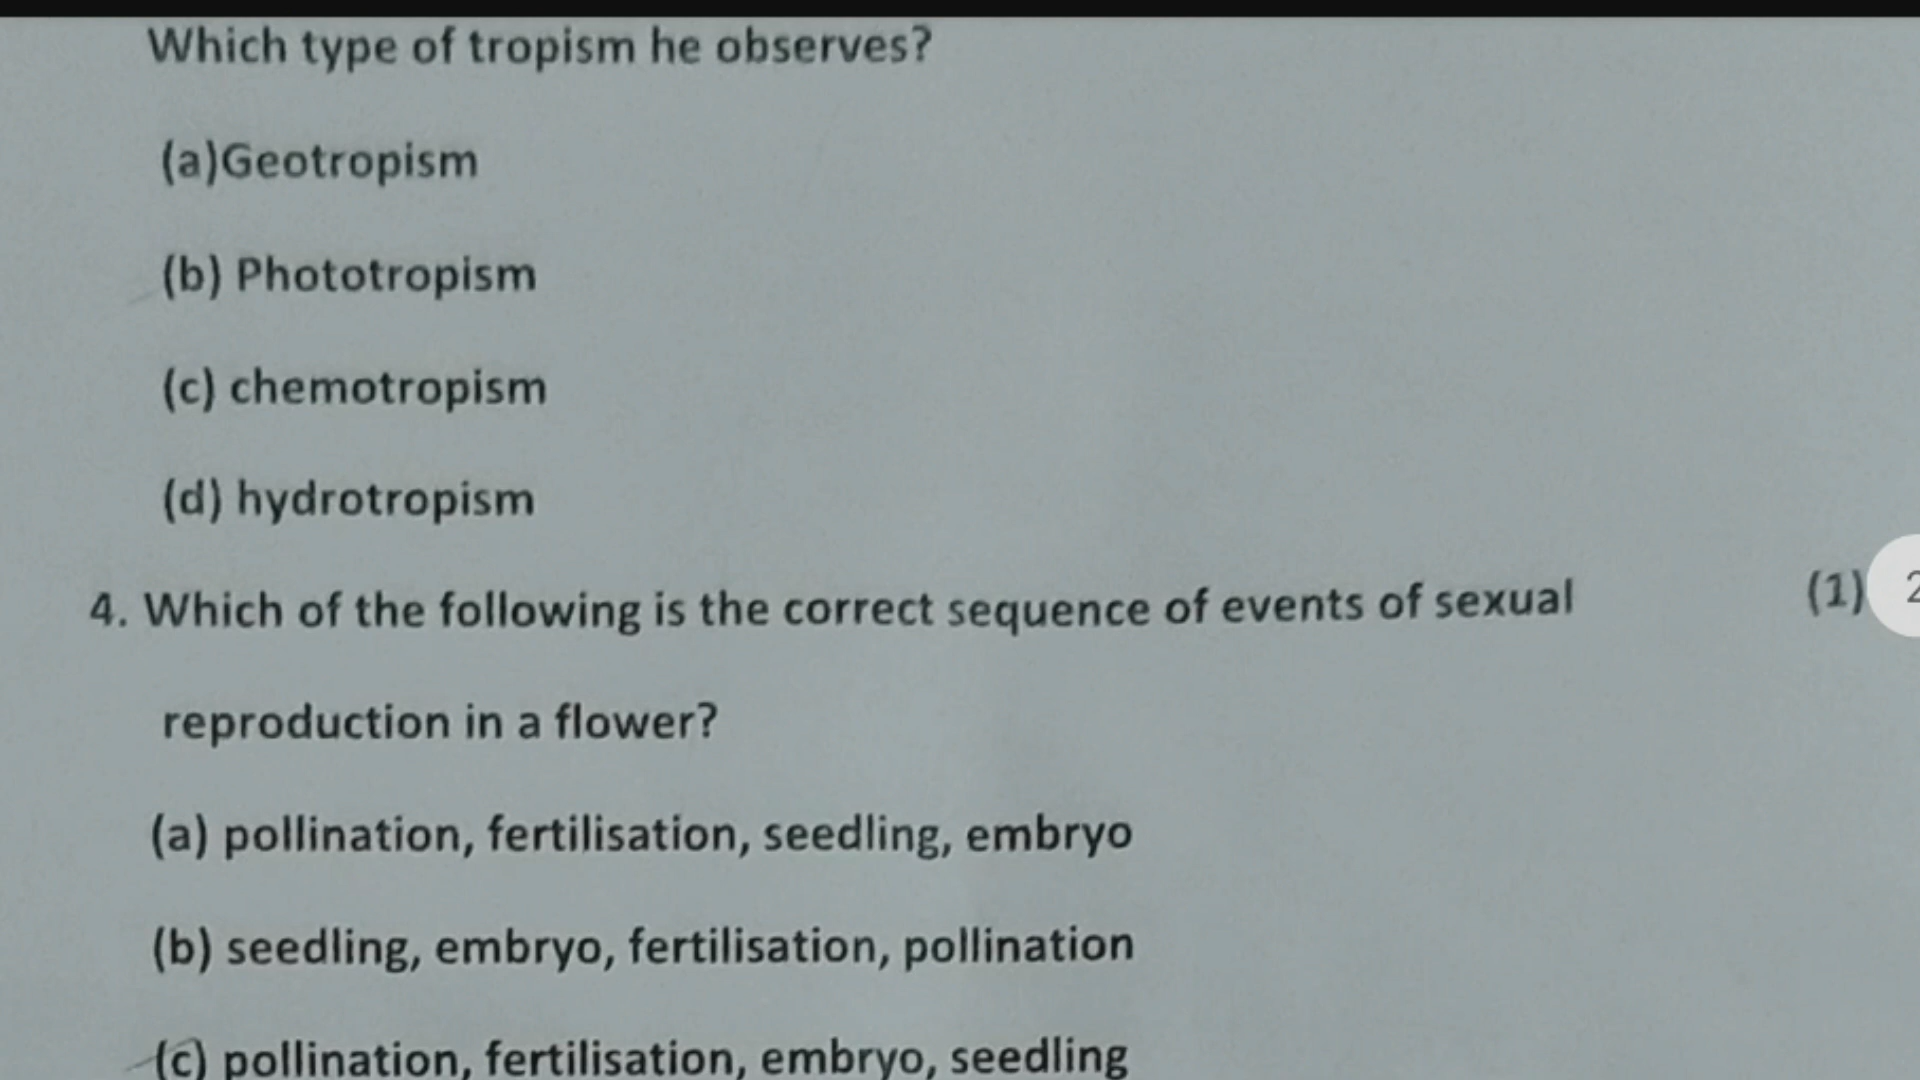 Which type of tropism he observes?
(a)Geotropism
(b) Phototropism
(c) chemotropism
(d) hydrotropism
4. Which of the following is the correct sequence of events of sexual (1) 2
reproduction in a flower?
(a) pollination, fertilisation, seedling, embryo
(b) seedling, embryo, fertilisation, pollination
(c) pollination, fertilisation, embryo, seedling